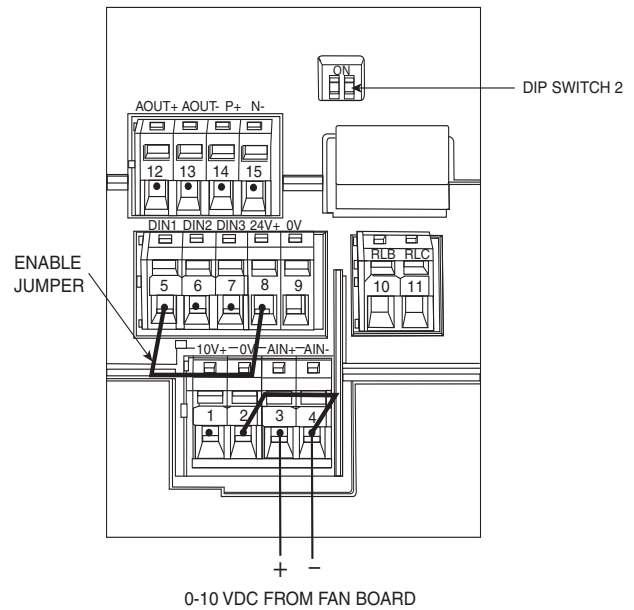 ON
DIP SWITCH 2
AOUT+ AOUT- P+ N-
12 13 14 15
DIN1 DIN2 DIN3 24V+ 0V
RLB RLC
ENABLE
JUMPER
5 6 7 8 9
10 11
10V+ 0V AIN+ AIN-
1 2 3 4
+ –
0-10 VDC FROM FAN BOARD